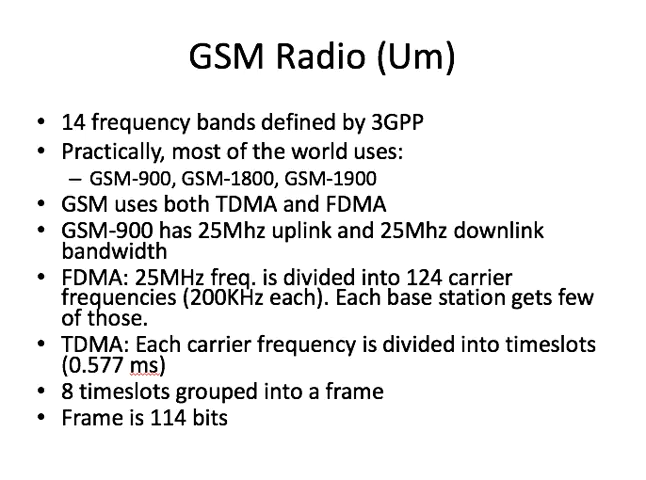 GSM Radio (Um)
• 14 frequency bands defined by 3GPP
• Practically, most of the world uses:
– GSM-900, GSM-1800, GSM-1900
• GSM uses both TDMA and FDMA
• GSM-900 has 25Mhz uplink and 25Mhz downlink
bandwidth
• FDMA: 25MHz freq. is divided into 124 carrier
frequencies (200KHz each). Each base station gets few
of those.
• TDMA: Each carrier frequency is divided into timeslots
(0.577 ms)
• 8 timeslots grouped into a frame
• Frame is 114 bits